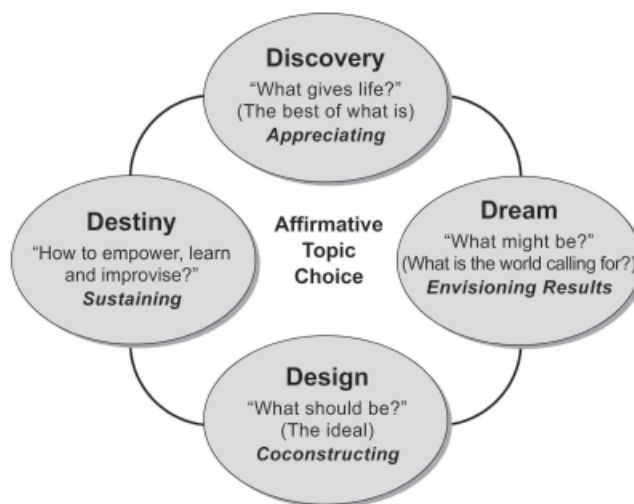 Discovery
“What gives life?”
(The best of what is)
Appreciating
Destiny
“How to empower, learn
and improvise?”
Sustaining
Affirmative
Topic
Choice
Dream
“What might be?”
(What is the world calling for?)
Envisioning Results
Design
“What should be?”
(The ideal)
Coconstructing